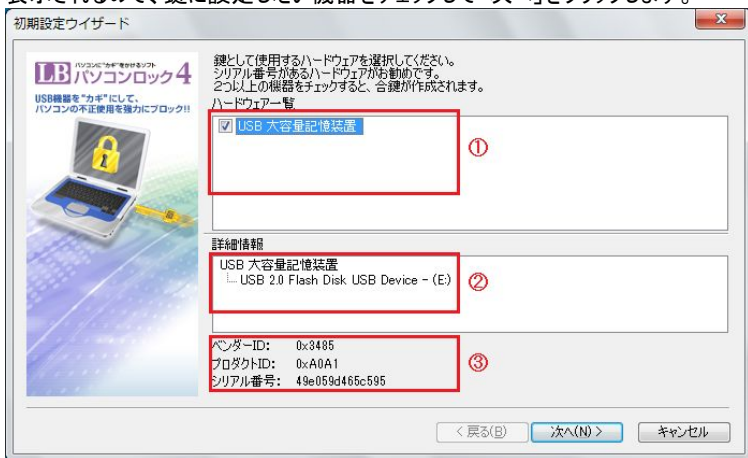 表示されるので、鍵に設定したい機器をチェックして「次へ」をクリックします。
初期設定ウイザード
パソコンに"カギ"をかけるソフト
LB パソコンロック4
USB機器を"カギ"にして、
パソコンの不正使用を強力にブロック!!
鍵として使用するハードウェアを選択してください。
シリアル番号があるハードウェアがお勧めです。
2つ以上の機器をチェックすると、合鍵が作成されます。
ハードウェア一覧
USB 大容量記憶装置
①
詳細情報
USB 大容量記憶装置
USB 2.0 Flash Disk USB Device - (E:)
②
ベンダーID: 0x3485
プロダクトID: 0xA0A1
シリアル番号: 49e059d465c595
③
< 戻る(B) 次へ(N) > キャンセル